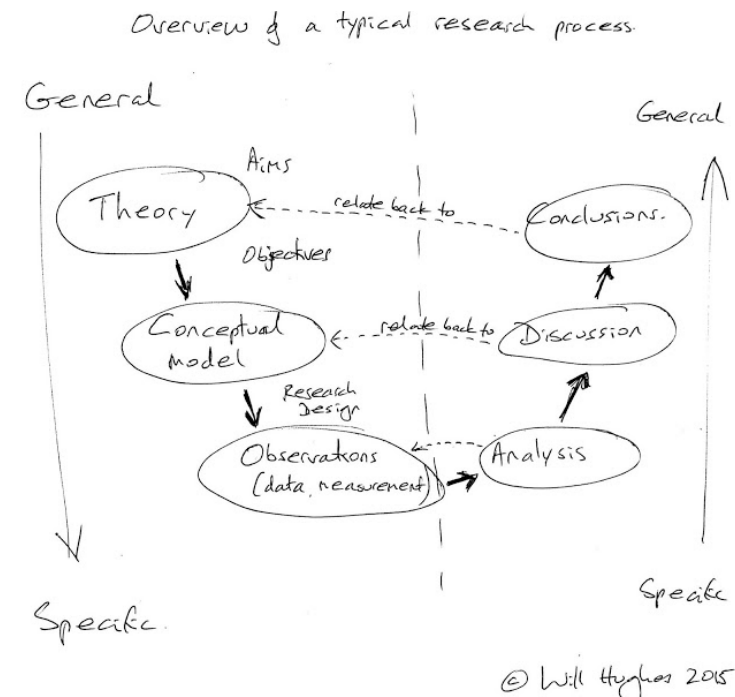 Overview of a typical research process.
General
General
Aims
Theory
relate back to
Conclusions.
Objectives
Conceptual
model
relate back to
Discussion
Research
Design
Observations
(data, measurement)
Analysis
Specific
Specific.
© Will Hughes 2015